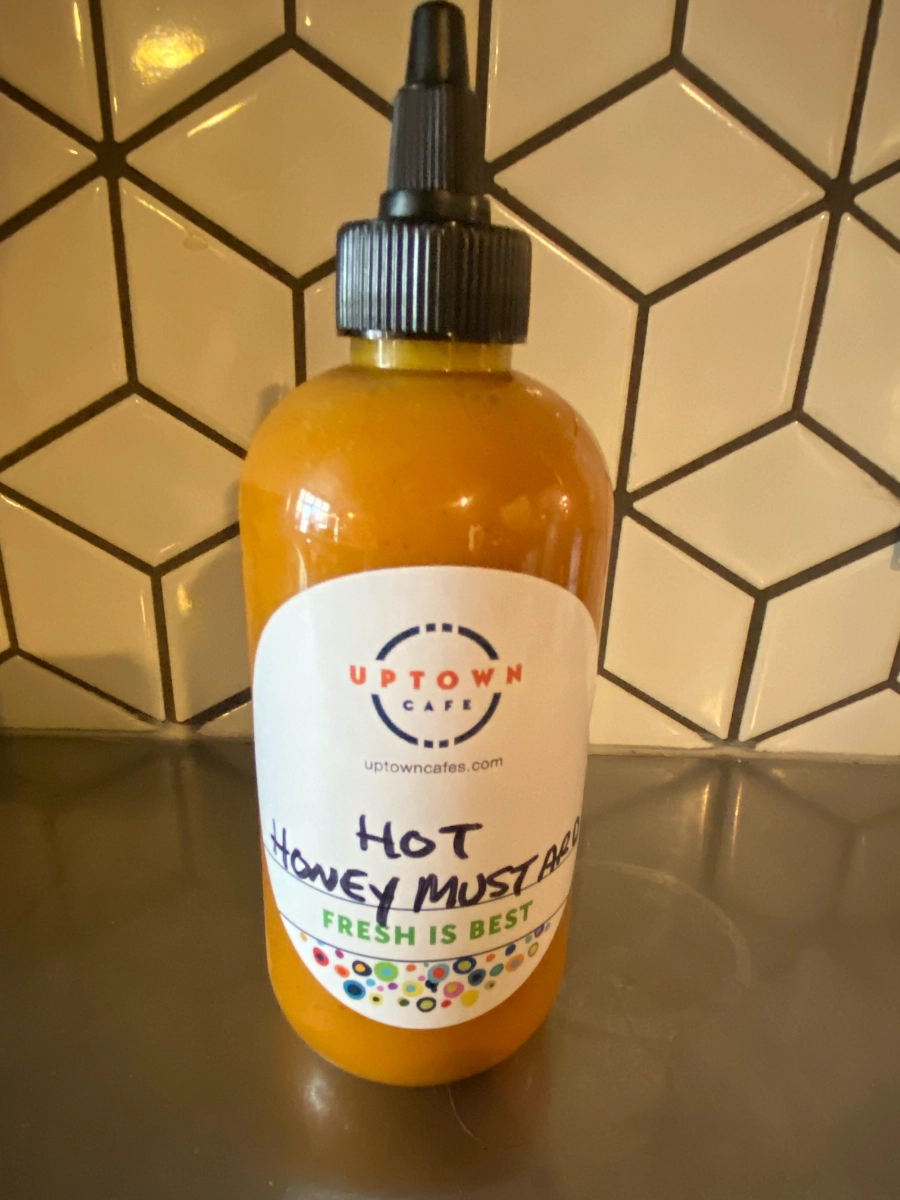 UPTOWN
CAFE
uptowncafes.com
HOT
HONEY MUSTARD
FRESH IS BEST